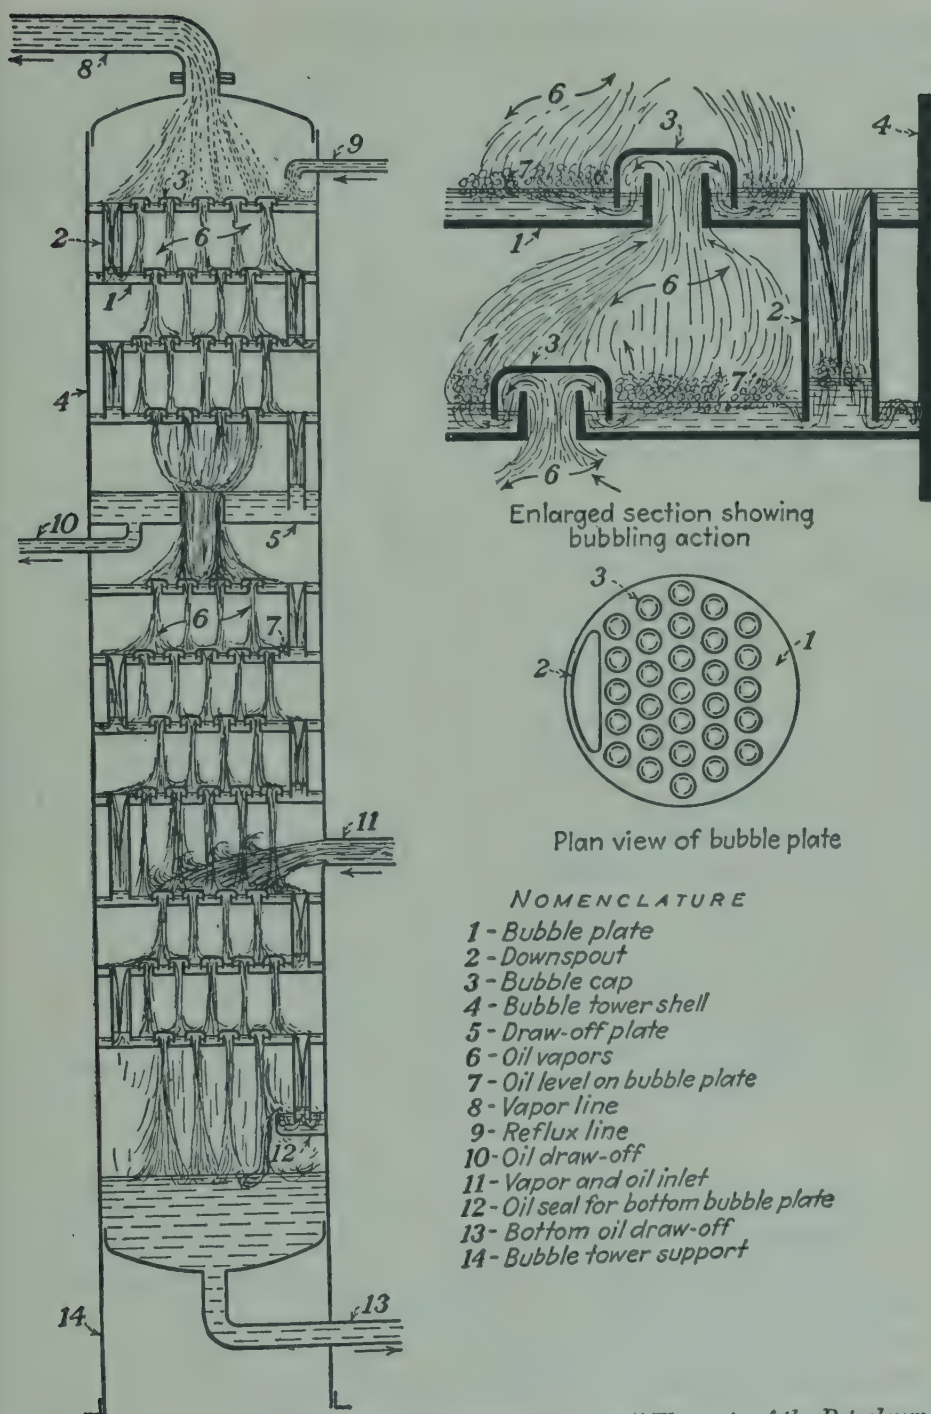 8
9
3
6
2
1
4
10
5
6
7
11
12
13
14
6
3
4
7
1
6
2
3
7
6
Enlarged section showing
bubbling action
3
1
2
Plan view of bubble plate
NOMENCLATURE
1-Bubble plate
2-Downspout
3-Bubble cap
4-Bubble tower shell
5-Draw-off plate
6-Oil vapors
7-Oil level on bubble plate
8-Vapor line
9-Reflux line
10-Oil draw-off
11-Vapor and oil inlet
12-Oil seal for bottom bubble plate
13-Bottom oil draw-off
14-Bubble tower support